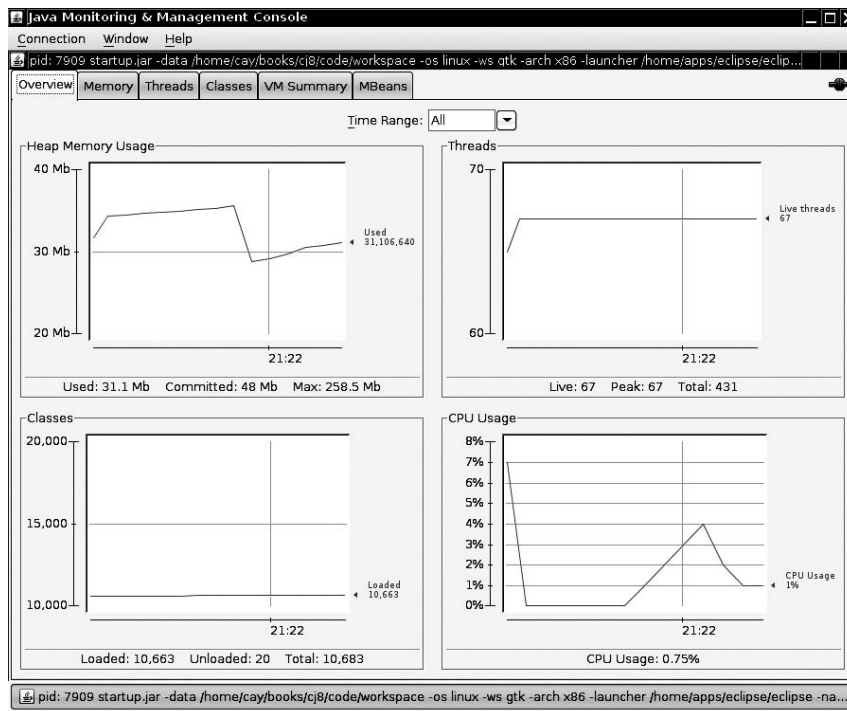 Java Monitoring & Management Console
Connection Window Help
pid: 7909 startup.jar -data /home/cay/books/cj8/code/workspace -os linux -ws gtk -arch x86 -launcher /home/apps/eclipse/eclip...
Overview Memory Threads Classes VM Summary MBeans
Time Range: All
Heap Memory Usage
40 Mb
30 Mb
20 Mb
Used
31,106,640
21:22
Used: 31.1 Mb Committed: 48 Mb Max: 258.5 Mb
Threads
70
60
Live threads
67
21:22
Live: 67 Peak: 67 Total: 431
Classes
20,000
15,000
10,000
Loaded
10,663
21:22
Loaded: 10,663 Unloaded: 20 Total: 10,683
CPU Usage
8%
7%
6%
5%
4%
3%
2%
1%
0%
CPU Usage
1%
21:22
CPU Usage: 0.75%
pid: 7909 startup.jar -data /home/cay/books/cj8/code/workspace -os linux -ws gtk -arch x86 -launcher /home/apps/eclipse/eclipse -na...